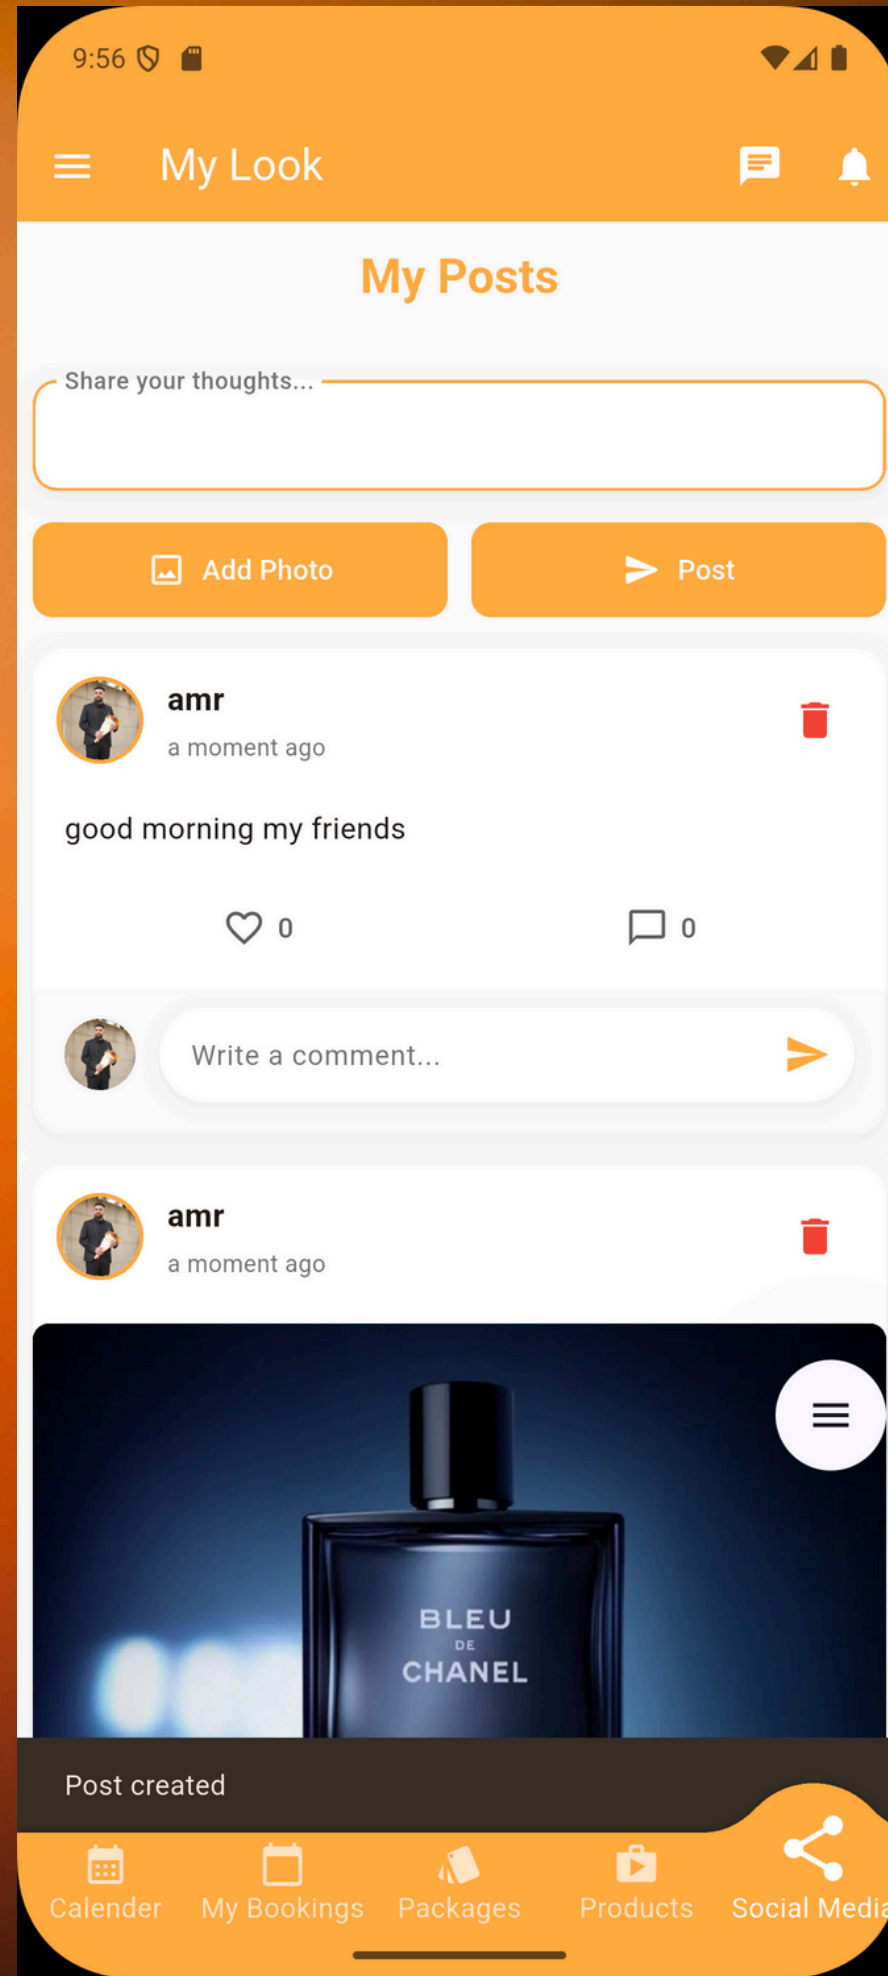 9:56
My Look
My Posts
Share your thoughts...
Add Photo
Post
amr
a moment ago
good morning my friends
0
0
Write a comment...
amr
a moment ago
BLEU
DE
CHANEL
Post created
Calender
My Bookings
Packages
Products
Social Media